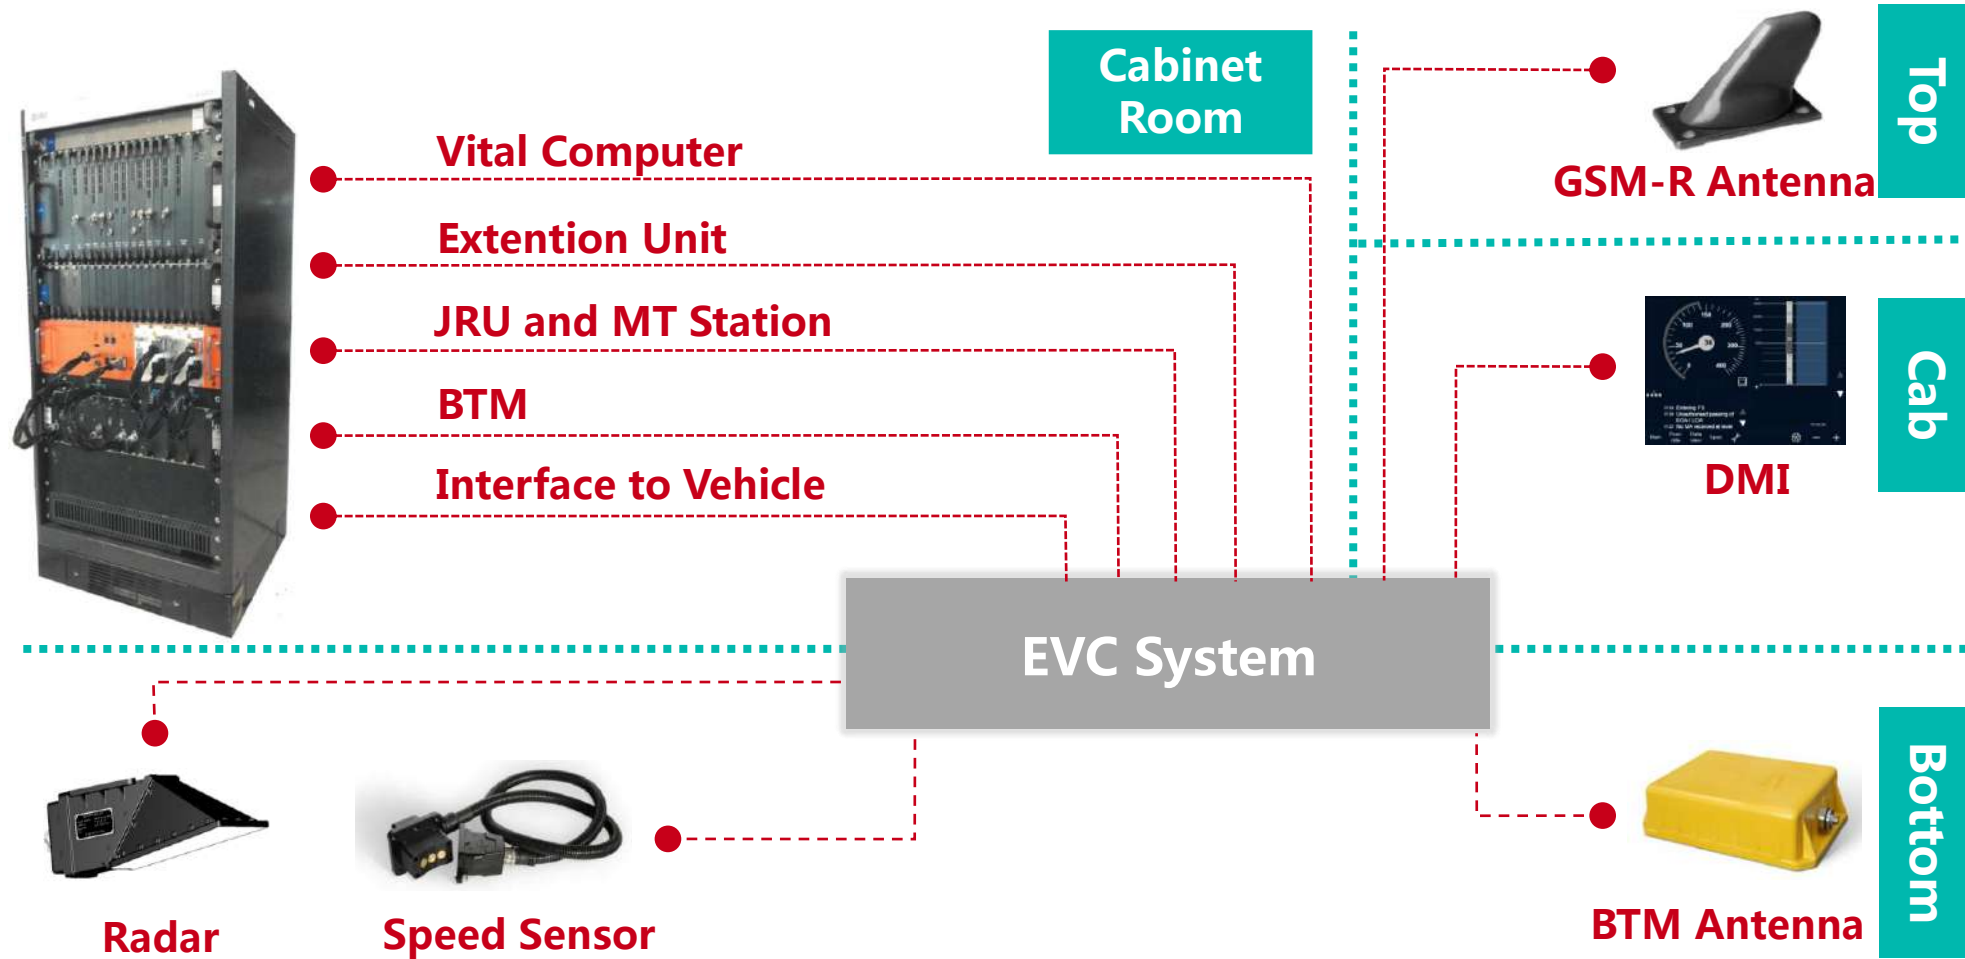 Cabinet
Room
Vital Computer
Extention Unit
JRU and MT Station
BTM
Interface to Vehicle
GSM-R Antenna
Top
DMI
Cab
EVC System
Radar
Speed Sensor
BTM Antenna
Bottom